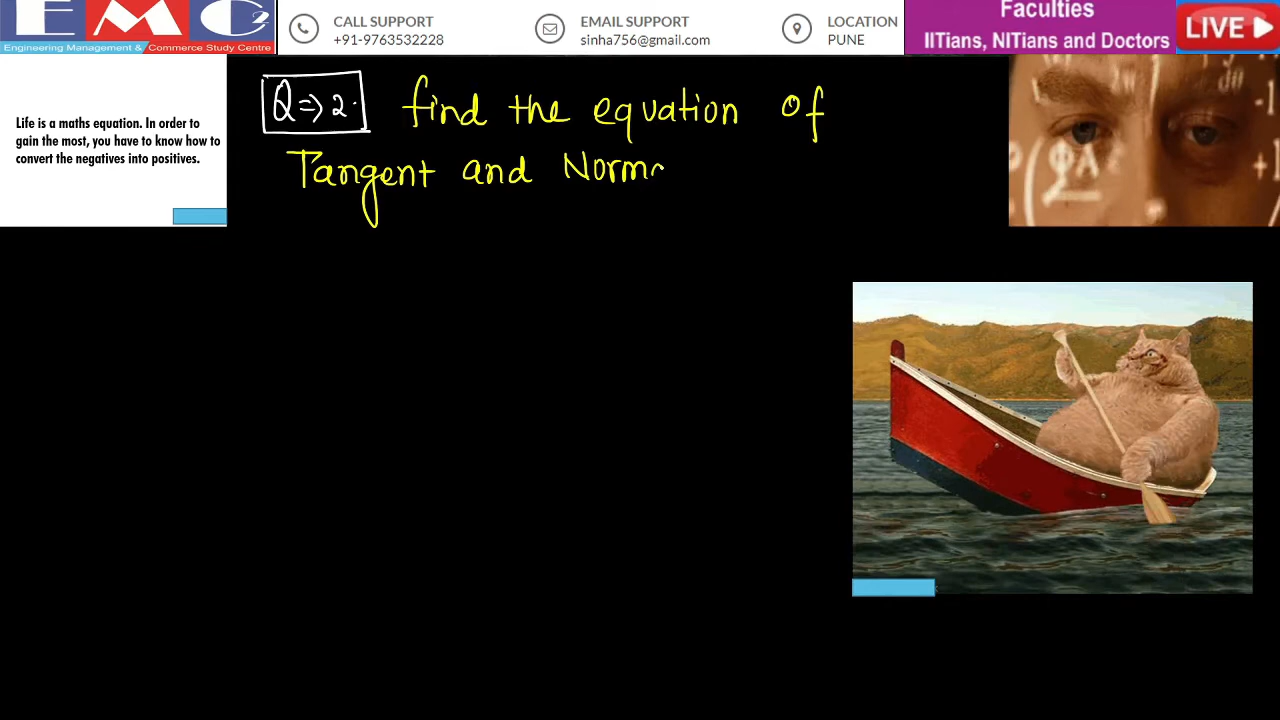 EMC2
Engineering Management & Commerce Study Centre
CALL SUPPORT
+91-9763532228
EMAIL SUPPORT
sinha756@gmail.com
LOCATION
PUNE
Faculties
IITians, NITians and Doctors
LIVE
Life is a maths equation. In order to
gain the most, you have to know how to
convert the negatives into positives.
Q⇒2. find the equation of
Tangent and Norm